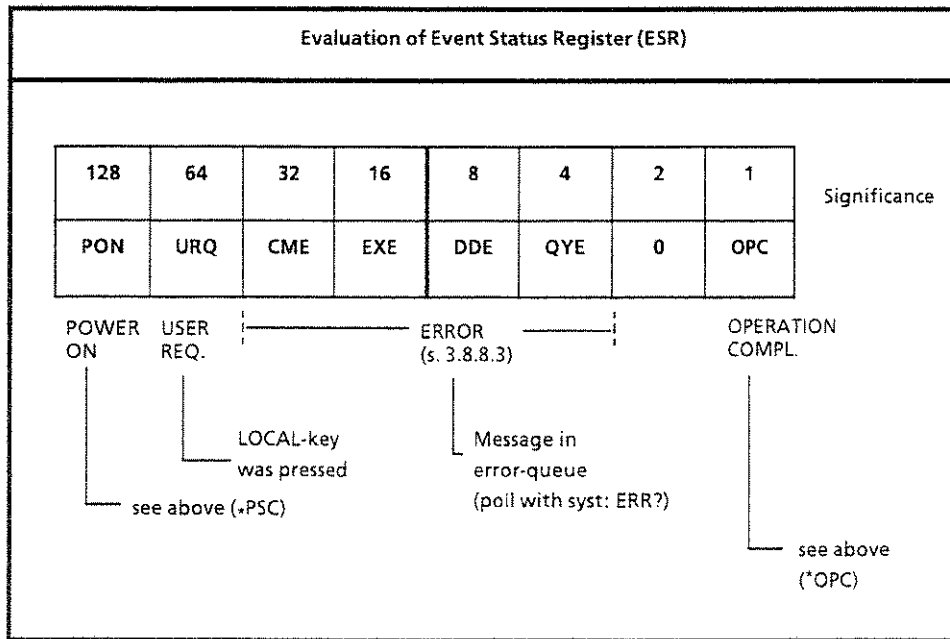 Evaluation of Event Status Register (ESR)
128 64 32 16 8 4 2 1
Significance
PON URQ CME EXE DDE QYE 0 OPC
POWER ON
USER REQ.
ERROR
(s. 3.8.8.3)
OPERATION
COMPL.
LOCAL-key
was pressed
Message in
error-queue
(poll with syst: ERR?)
see above (*PSC)
see above
(*OPC)